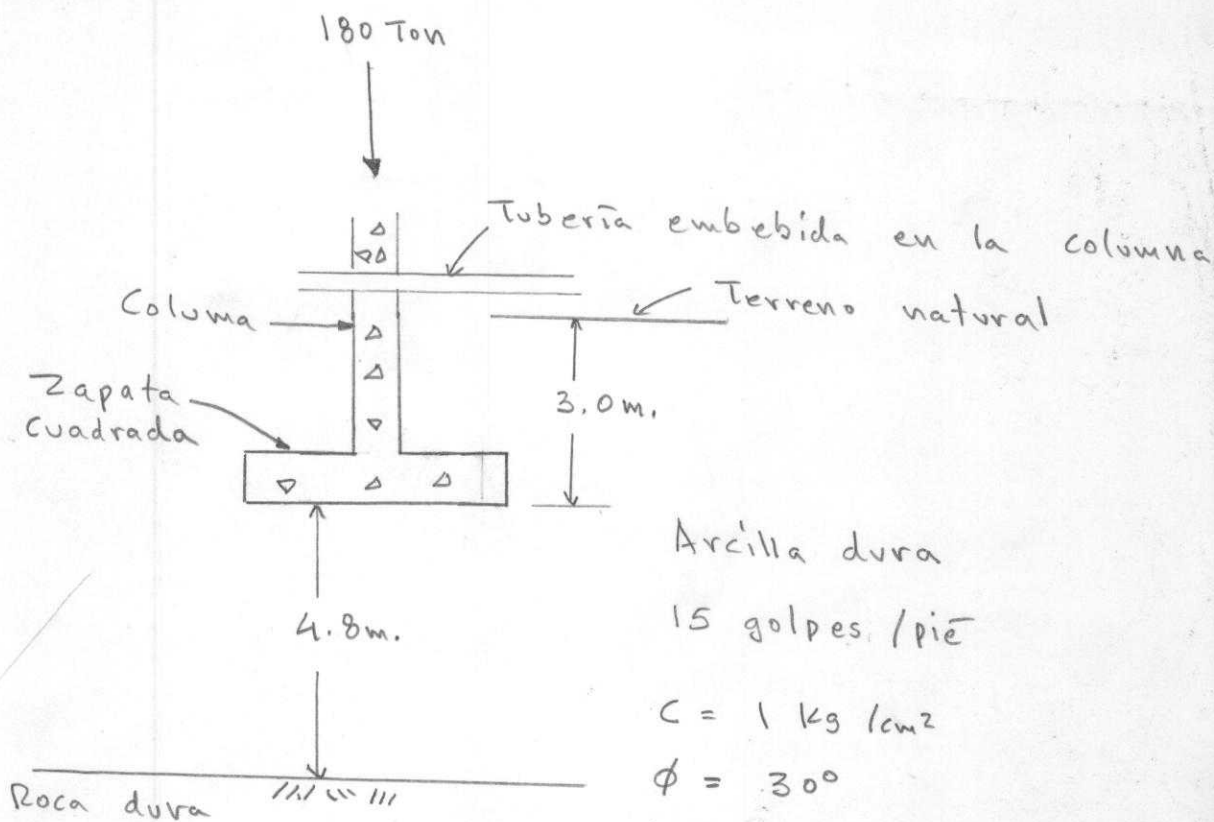 180 Ton
Tubería embebida en la columna
Columa
Terreno natural
Zapata
cuadrada
3.0 m.
Arcilla dura
15 golpes /pié
4.8 m.
C = 1 kg /cm²
φ = 30°
Roca dura